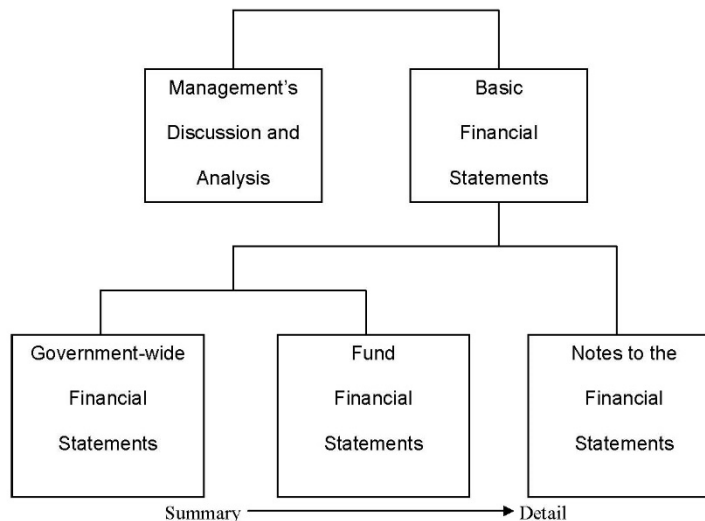 Management’s
Discussion and
Analysis
Basic
Financial
Statements
Government-wide
Financial
Statements
Fund
Financial
Statements
Notes to the
Financial
Statements
Summary
Detail